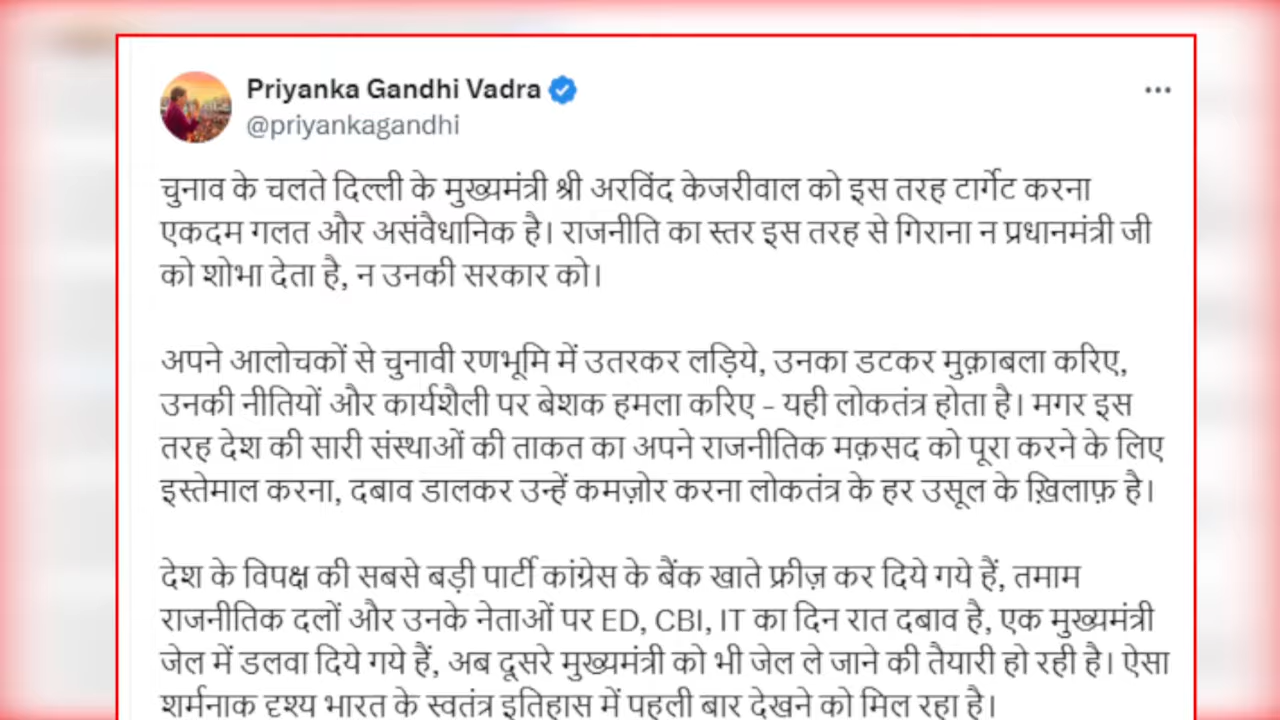 Priyanka Gandhi Vadra
@priyankagandhi
चुनाव के चलते दिल्ली के मुख्यमंत्री श्री अरविंद केजरीवाल को इस तरह टार्गेट करना
एकदम गलत और असंवैधानिक है। राजनीति का स्तर इस तरह से गिराना न प्रधानमंत्री जी
को शोभा देता है, न उनकी सरकार को।
अपने आलोचकों से चुनावी रणभूमि में उतरकर लड़िये, उनका डटकर मुक़ाबला करिए,
उनकी नीतियों और कार्यशैली पर बेशक हमला करिए - यही लोकतंत्र होता है। मगर इस
तरह देश की सारी संस्थाओं की ताकत का अपने राजनीतिक मक़सद को पूरा करने के लिए
इस्तेमाल करना, दबाव डालकर उन्हें कमज़ोर करना लोकतंत्र के हर उसूल के ख़िलाफ़ है।
देश के विपक्ष की सबसे बड़ी पार्टी कांग्रेस के बैंक खाते फ्रीज़ कर दिये गये हैं, तमाम
राजनीतिक दलों और उनके नेताओं पर ED, CBI, IT का दिन रात दबाव है, एक मुख्यमंत्री
जेल में डलवा दिये गये हैं, अब दूसरे मुख्यमंत्री को भी जेल ले जाने की तैयारी हो रही है। ऐसा
शर्मनाक दृश्य भारत के स्वतंत्र इतिहास में पहली बार देखने को मिल रहा है।